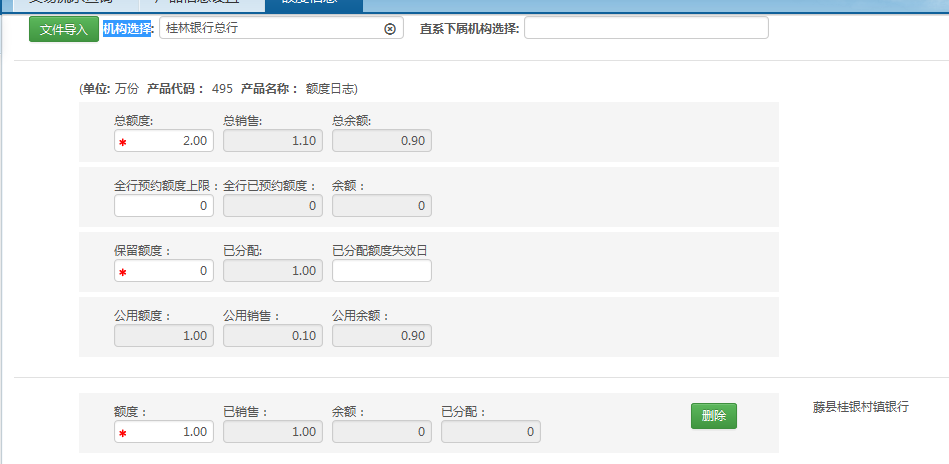 额度信息
文件导入 机构选择: 桂林银行总行 直系下属机构选择:
(单位: 万份 产品代码： 495 产品名称： 额度日志)
总额度: 总销售: 总余额:
* 2.00 1.10 0.90
全行预约额度上限： 全行已预约额度： 余额：
0 0 0
保留额度： 已分配: 已分配额度失效日
* 0 1.00
公用额度： 公用销售： 公用余额：
1.00 0.10 0.90
额度： 已销售： 余额： 已分配： 删除 藤县桂银村镇银行
* 1.00 1.00 0 0